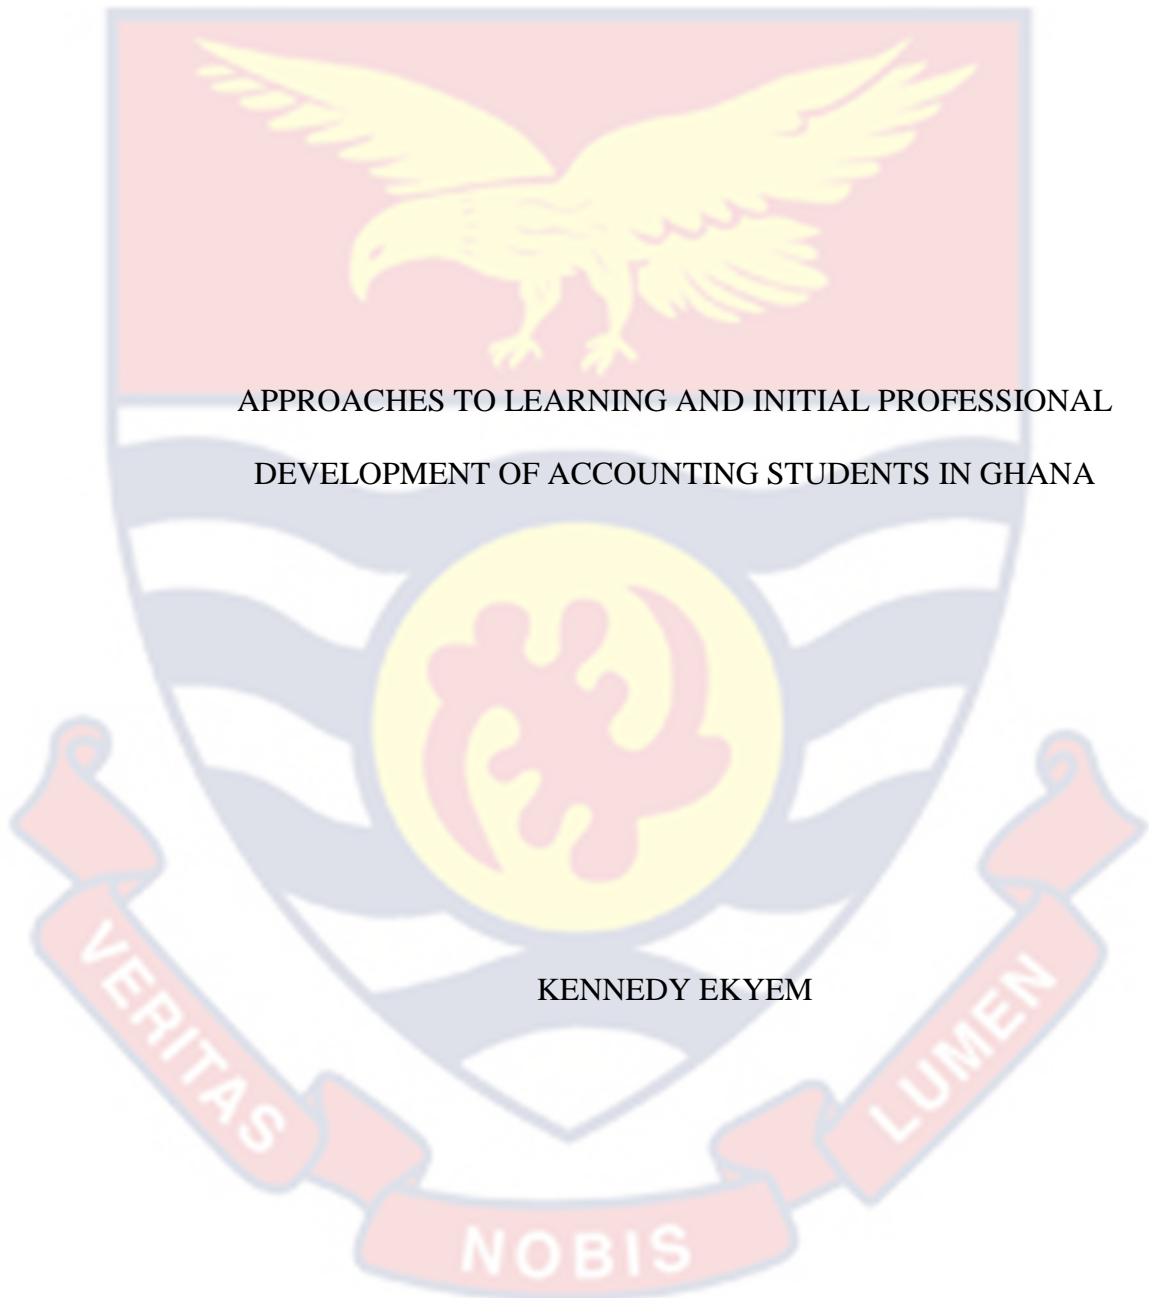 APPROACHES TO LEARNING AND INITIAL PROFESSIONAL
DEVELOPMENT OF ACCOUNTING STUDENTS IN GHANA
KENNEDY EKYEM
VERITAS
NOBIS
LUMEN